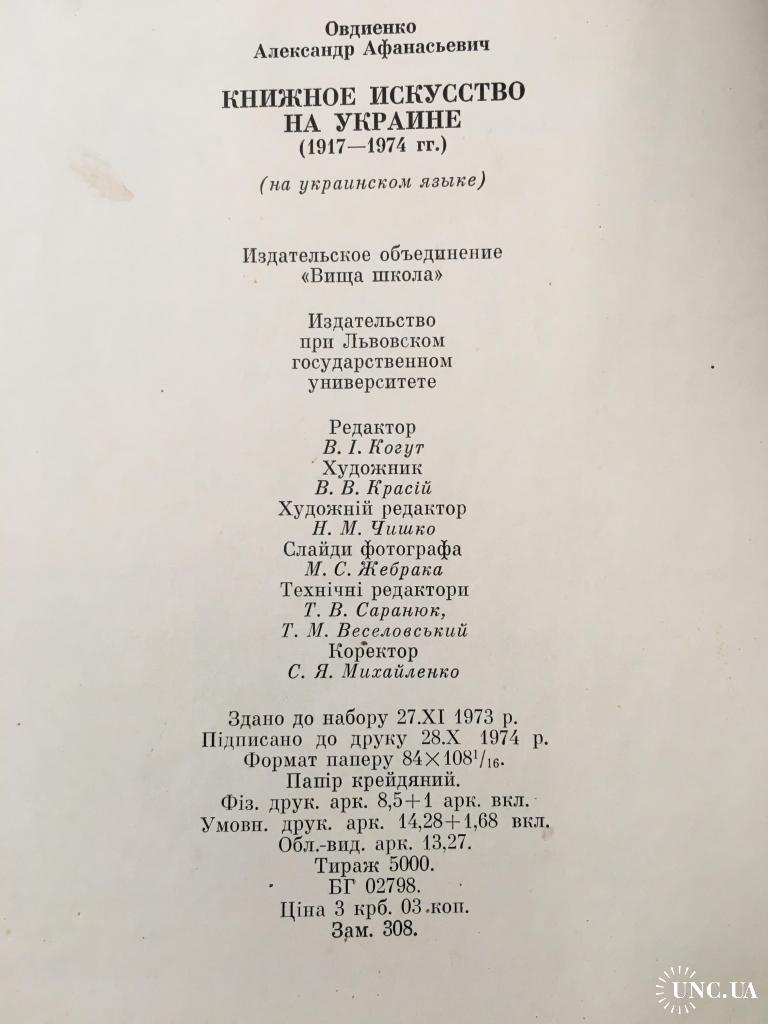 Овдиенко
Александр Афанасьевич
КНИЖНОЕ ИСКУССТВО
НА УКРАИНЕ
(1917—1974 гг.)
(на украинском языке)
Издательское объединение
«Вища школа»
Издательство
при Львовском
государственном
университете
Редактор
В. І. Когут
Художник
В. В. Красій
Художній редактор
Н. М. Чишко
Слайди фотографа
М. С. Жебрака
Технічні редактори
Т. В. Саранюк,
Т. М. Веселовський
Коректор
С. Я. Михайленко
Здано до набору 27.XI 1973 р.
Підписано до друку 28.X 1974 р.
Формат паперу 84×108¹/₁₆.
Папір крейдяний.
Фіз. друк. арк. 8,5+1 арк. вкл.
Умовн. друк. арк. 14,28+1,68 вкл.
Обл.-вид. арк. 13,27.
Тираж 5000.
БГ 02798.
Ціна 3 крб. 03 коп.
Зам. 308.
UNC.UA